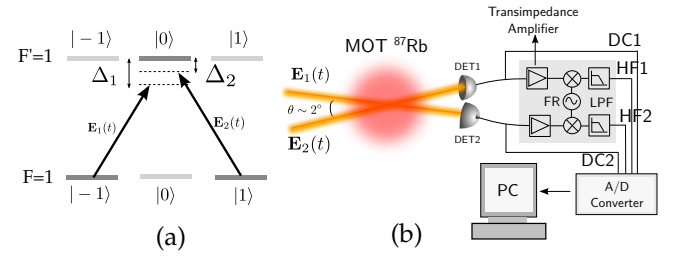 |−1⟩ |0⟩ |1⟩
F'=1
Δ₁ Δ₂
E₁(t) E₂(t)
F=1
|−1⟩ |0⟩ |1⟩
(a)
Transimpedance
Amplifier
MOT ⁸⁷Rb
DC1
DET1
HF1
E₁(t)
FR LPF
θ ∼ 2°
HF2
E₂(t)
DET2
DC2
PC
A/D
Converter
(b)